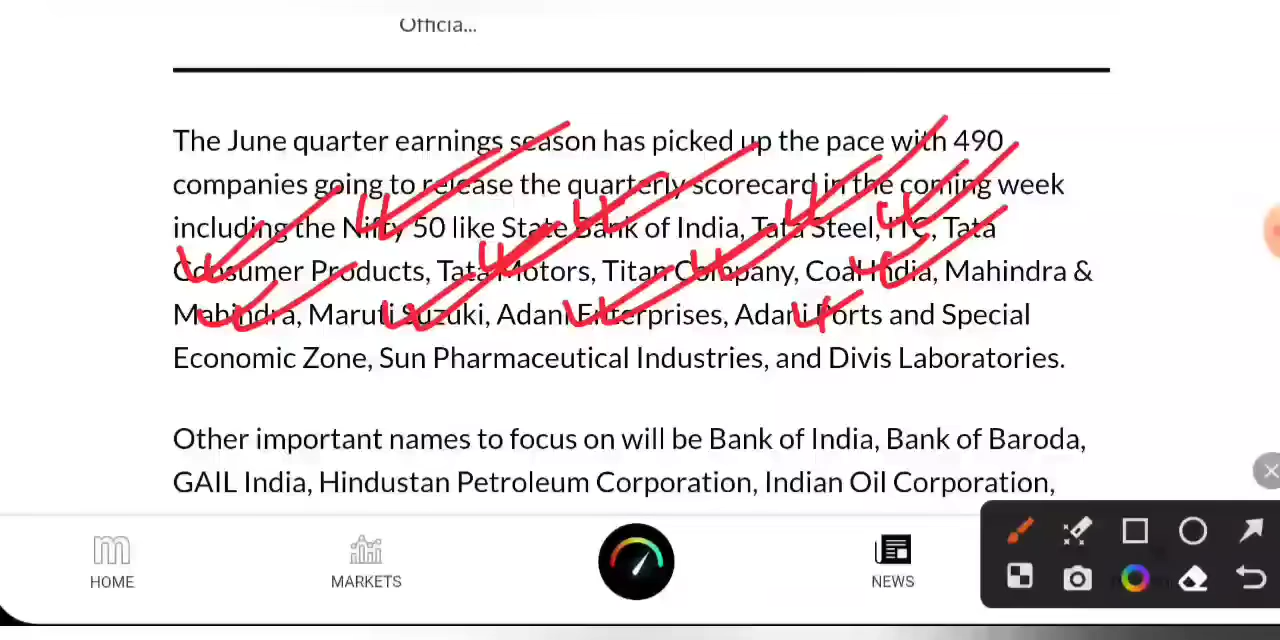 Officia...
The June quarter earnings season has picked up the pace with 490
companies going to release the quarterly scorecard in the coming week
including the Nifty 50 like State Bank of India, Tata Steel, ITC, Tata
Consumer Products, Tata Motors, Titan Company, Coal India, Mahindra &
Mahindra, Maruti Suzuki, Adani Enterprises, Adani Ports and Special
Economic Zone, Sun Pharmaceutical Industries, and Divis Laboratories.
Other important names to focus on will be Bank of India, Bank of Baroda,
GAIL India, Hindustan Petroleum Corporation, Indian Oil Corporation,
HOME
MARKETS
NEWS